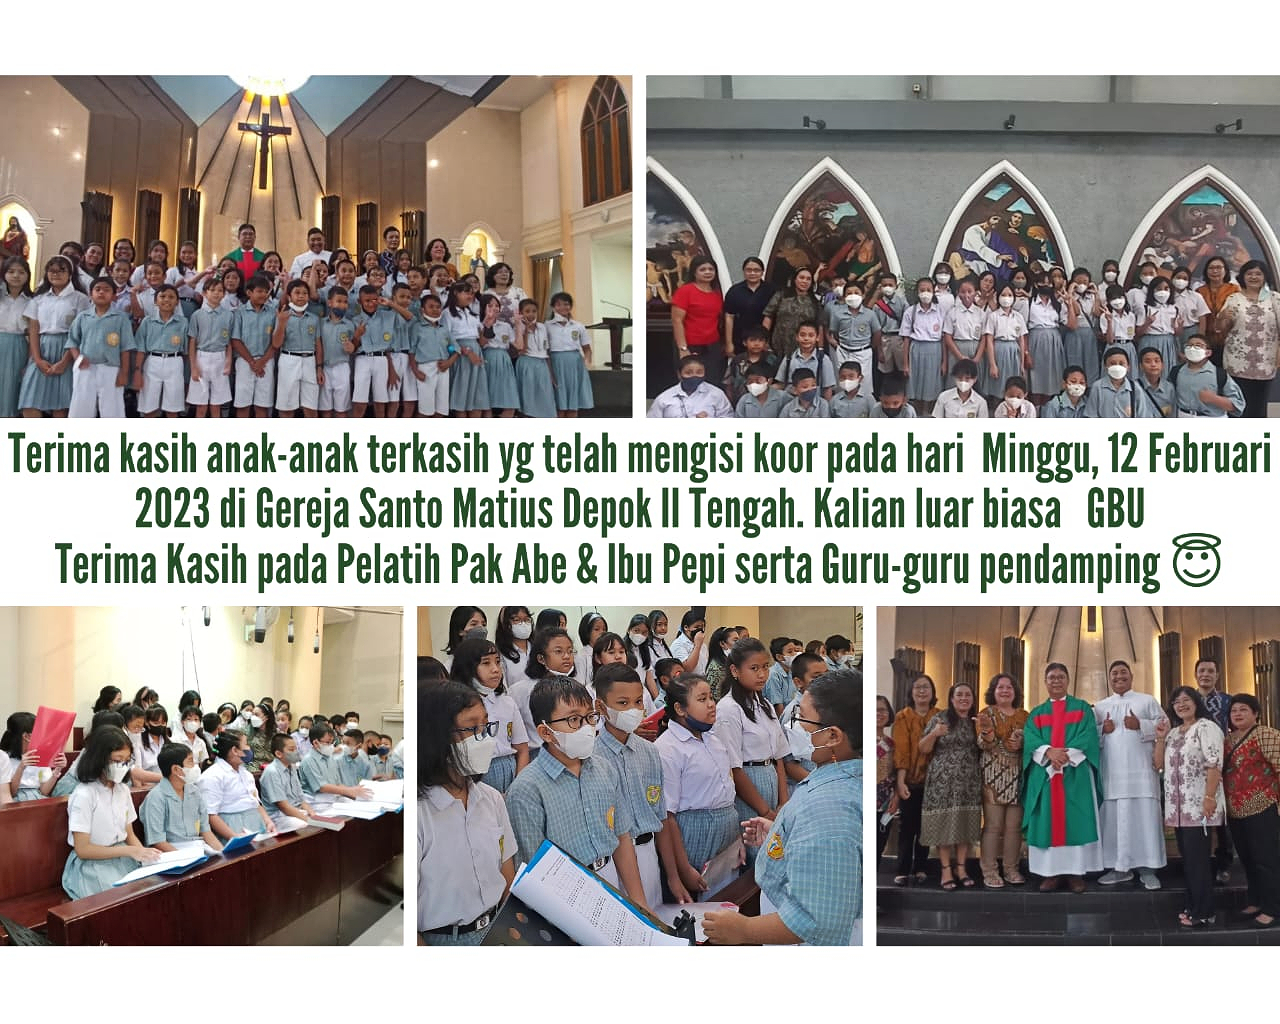 Terima kasih anak-anak terkasih yg telah mengisi koor pada hari Minggu, 12 Februari
2023 di Gereja Santo Matius Depok II Tengah. Kalian luar biasa GBU
Terima Kasih pada Pelatih Pak Abe & Ibu Pepi serta Guru-guru pendamping 😇